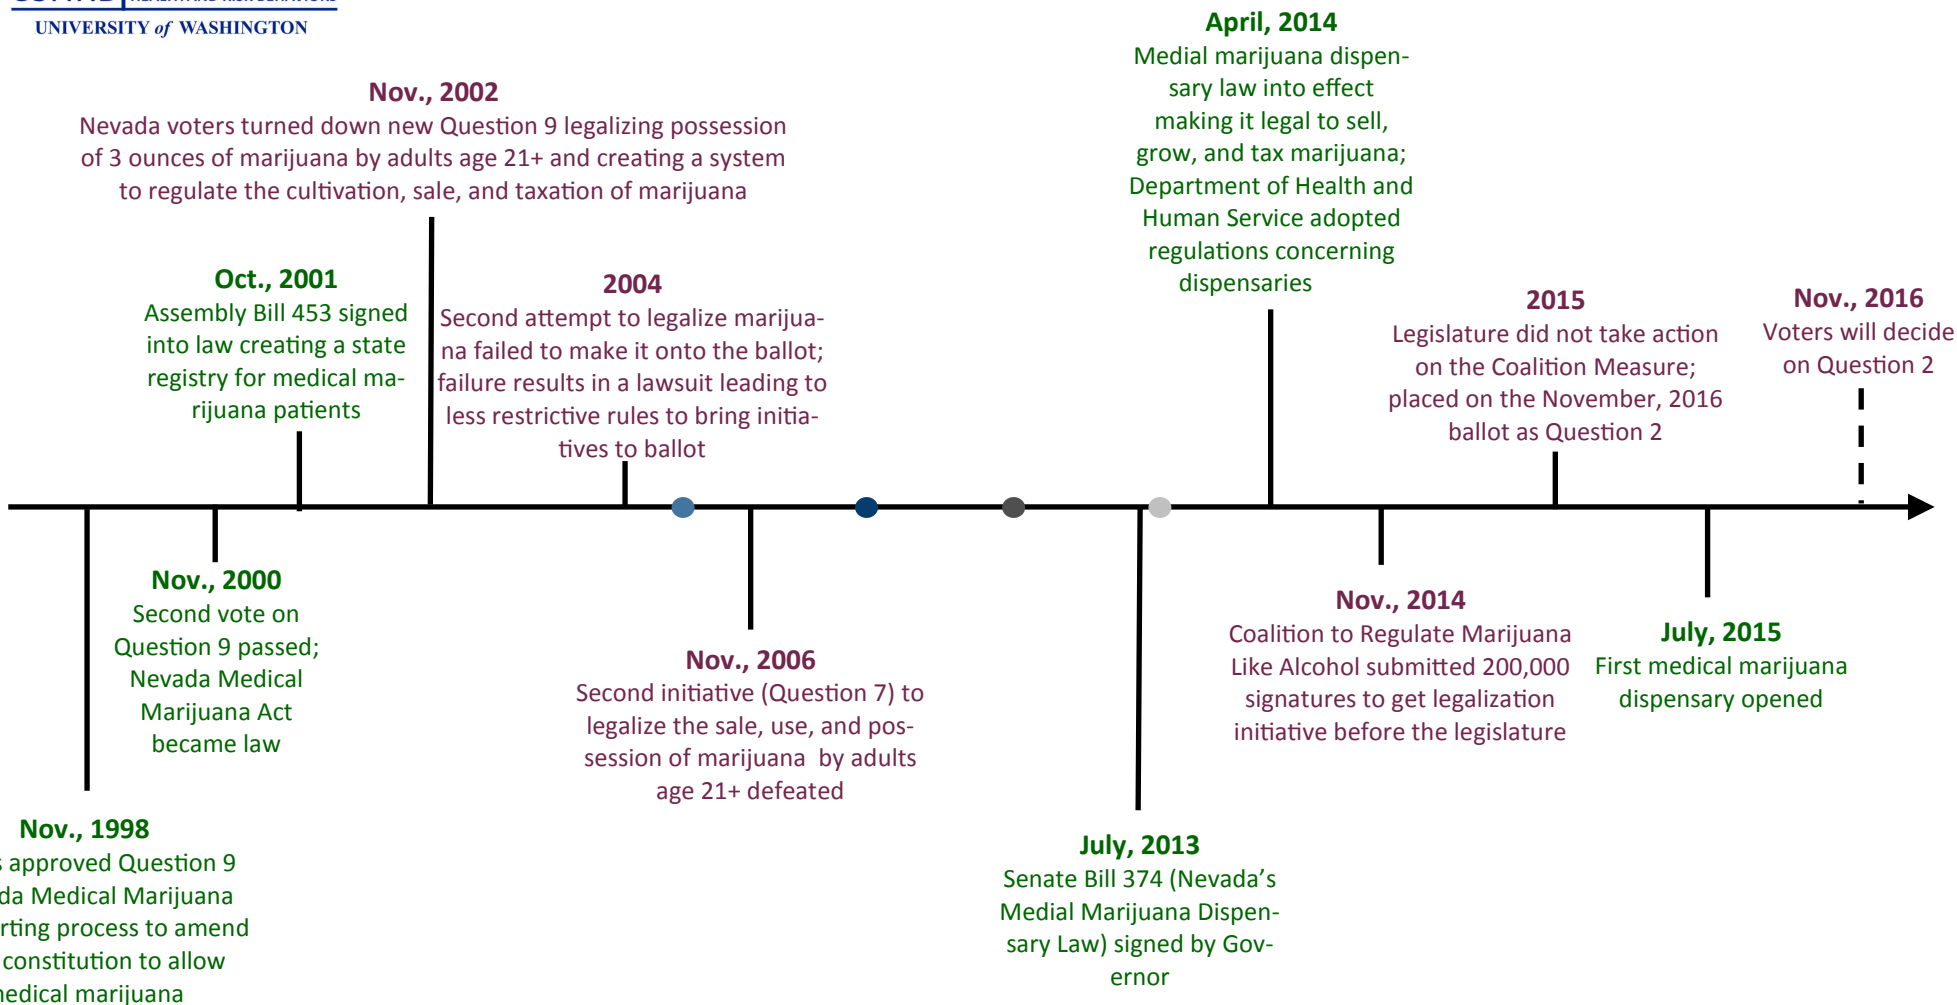 UNIVERSITY of WASHINGTON
Nov., 2002
Nevada voters turned down new Question 9 legalizing possession
of 3 ounces of marijuana by adults age 21+ and creating a system
to regulate the cultivation, sale, and taxation of marijuana
April, 2014
Medial marijuana dispen-
sary law into effect
making it legal to sell,
grow, and tax marijuana;
Department of Health and
Human Service adopted
regulations concerning
dispensaries
Oct., 2001
Assembly Bill 453 signed
into law creating a state
registry for medical ma-
rijuana patients
2004
Second attempt to legalize marijua-
na failed to make it onto the ballot;
failure results in a lawsuit leading to
less restrictive rules to bring initia-
tives to ballot
2015
Legislature did not take action
on the Coalition Measure;
placed on the November, 2016
ballot as Question 2
Nov., 2016
Voters will decide
on Question 2
Nov., 2000
Second vote on
Question 9 passed;
Nevada Medical
Marijuana Act
became law
Nov., 2006
Second initiative (Question 7) to
legalize the sale, use, and pos-
session of marijuana by adults
age 21+ defeated
Nov., 2014
Coalition to Regulate Marijuana
Like Alcohol submitted 200,000
signatures to get legalization
initiative before the legislature
July, 2015
First medical marijuana
dispensary opened
Nov., 1998
approved Question 9
Medical Marijuana
process to amend
constitution to allow
medical marijuana
July, 2013
Senate Bill 374 (Nevada's
Medial Marijuana Dispen-
sary Law) signed by Gov-
ernor